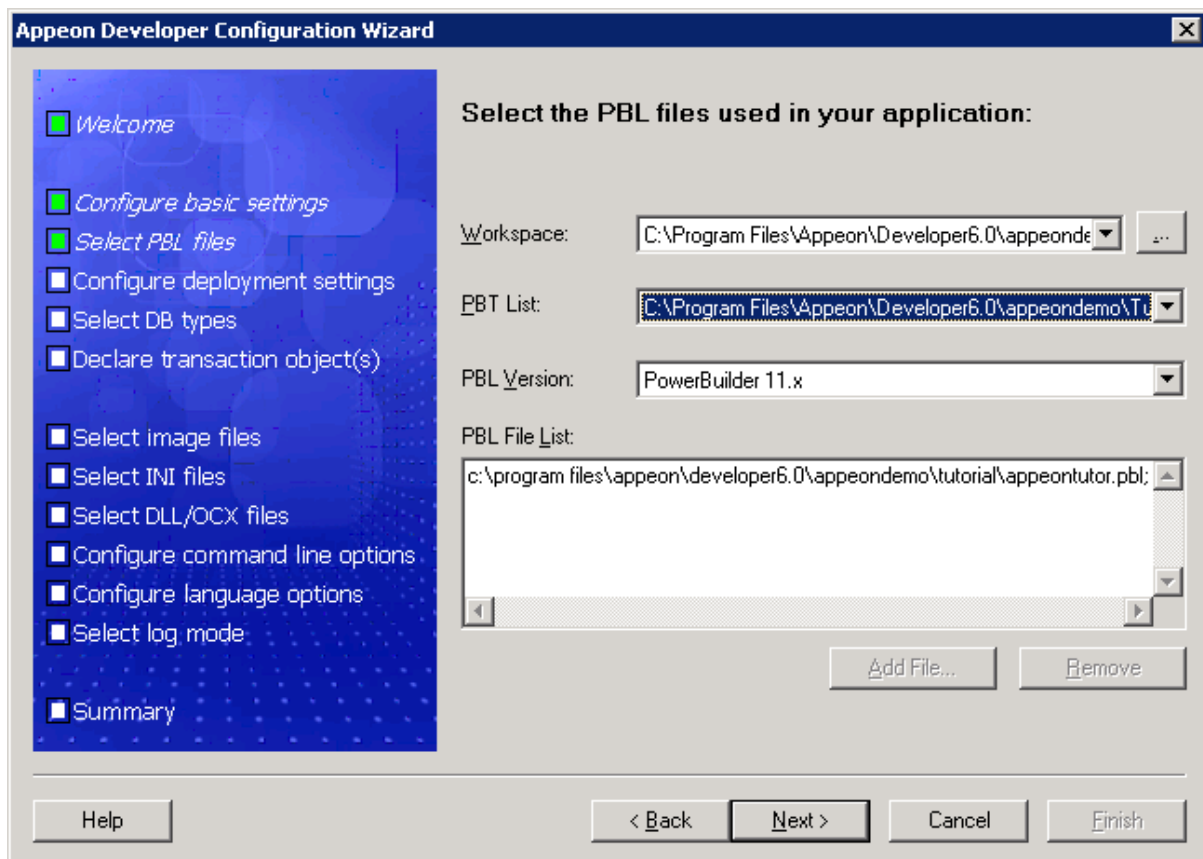 Appeon Developer Configuration Wizard
Welcome
Configure basic settings
Select PBL files
Configure deployment settings
Select DB types
Declare transaction object(s)
Select image files
Select INI files
Select DLL/OCX files
Configure command line options
Configure language options
Select log mode
Summary
Select the PBL files used in your application:
Workspace: C:\Program Files\Appeon\Developer6.0\appeonde ...
PBT List: C:\Program Files\Appeon\Developer6.0\appeondemo\Tu
PBL Version: PowerBuilder 11.x
PBL File List:
c:\program files\appeon\developer6.0\appeondemo\tutorial\appeontutor.pbl;
Add File... Remove
Help < Back Next > Cancel Finish